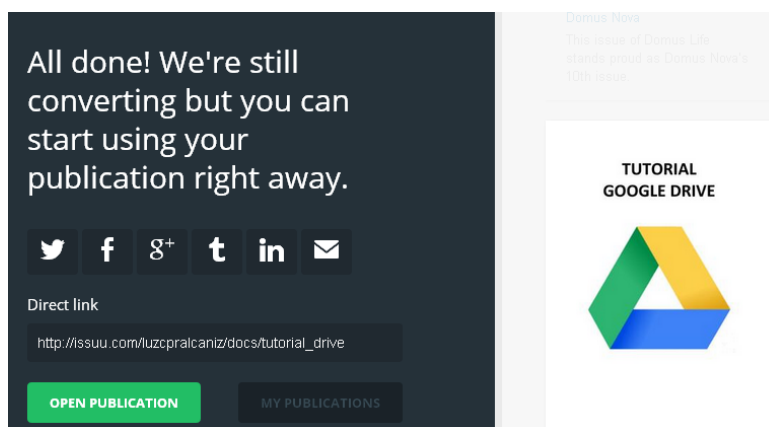 All done! We're still
converting but you can
start using your
publication right away.
f g+ t in
Direct link
http://issuu.com/luzcpralcaniz/docs/tutorial_drive
OPEN PUBLICATION
MY PUBLICATIONS
Domus Nova
This issue of Domus Life
stands proud as Domus Nova's
10th issue.
TUTORIAL
GOOGLE DRIVE